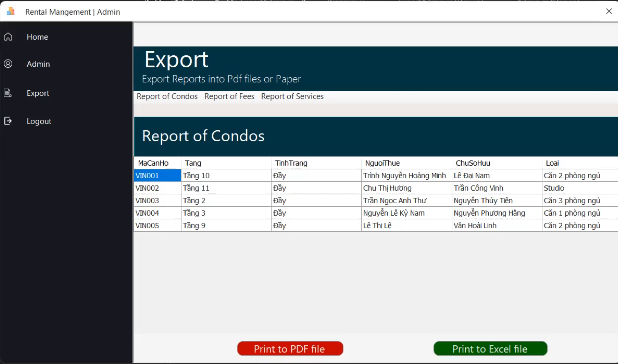 Rental Mangement | Admin
Home
Admin
Export
Logout
Export
Export Reports into Pdf files or Paper
Report of Condos Report of Fees Report of Services
Report of Condos
MaCanHo Tang TinhTrang NguoiThue ChuSoHuu Loai
VIN001 Tầng 10 Đầy Trịnh Nguyễn Hoàng Minh Lê Đại Nam Căn 2 phòng ngủ
VIN002 Tầng 11 Đầy Chu Thị Hương Trần Công Vinh Studio
VIN003 Tầng 2 Đầy Trần Ngọc Anh Thư Nguyễn Thủy Tiên Căn 3 phòng ngủ
VIN004 Tầng 3 Đầy Nguyễn Lê Kỳ Nam Nguyễn Phương Hằng Căn 1 phòng ngủ
VIN005 Tầng 9 Đầy Lê Thị Lê Văn Hoài Linh Căn 2 phòng ngủ
Print to PDF file Print to Excel file